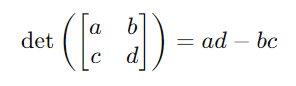 det([a b; c d]) = ad − bc